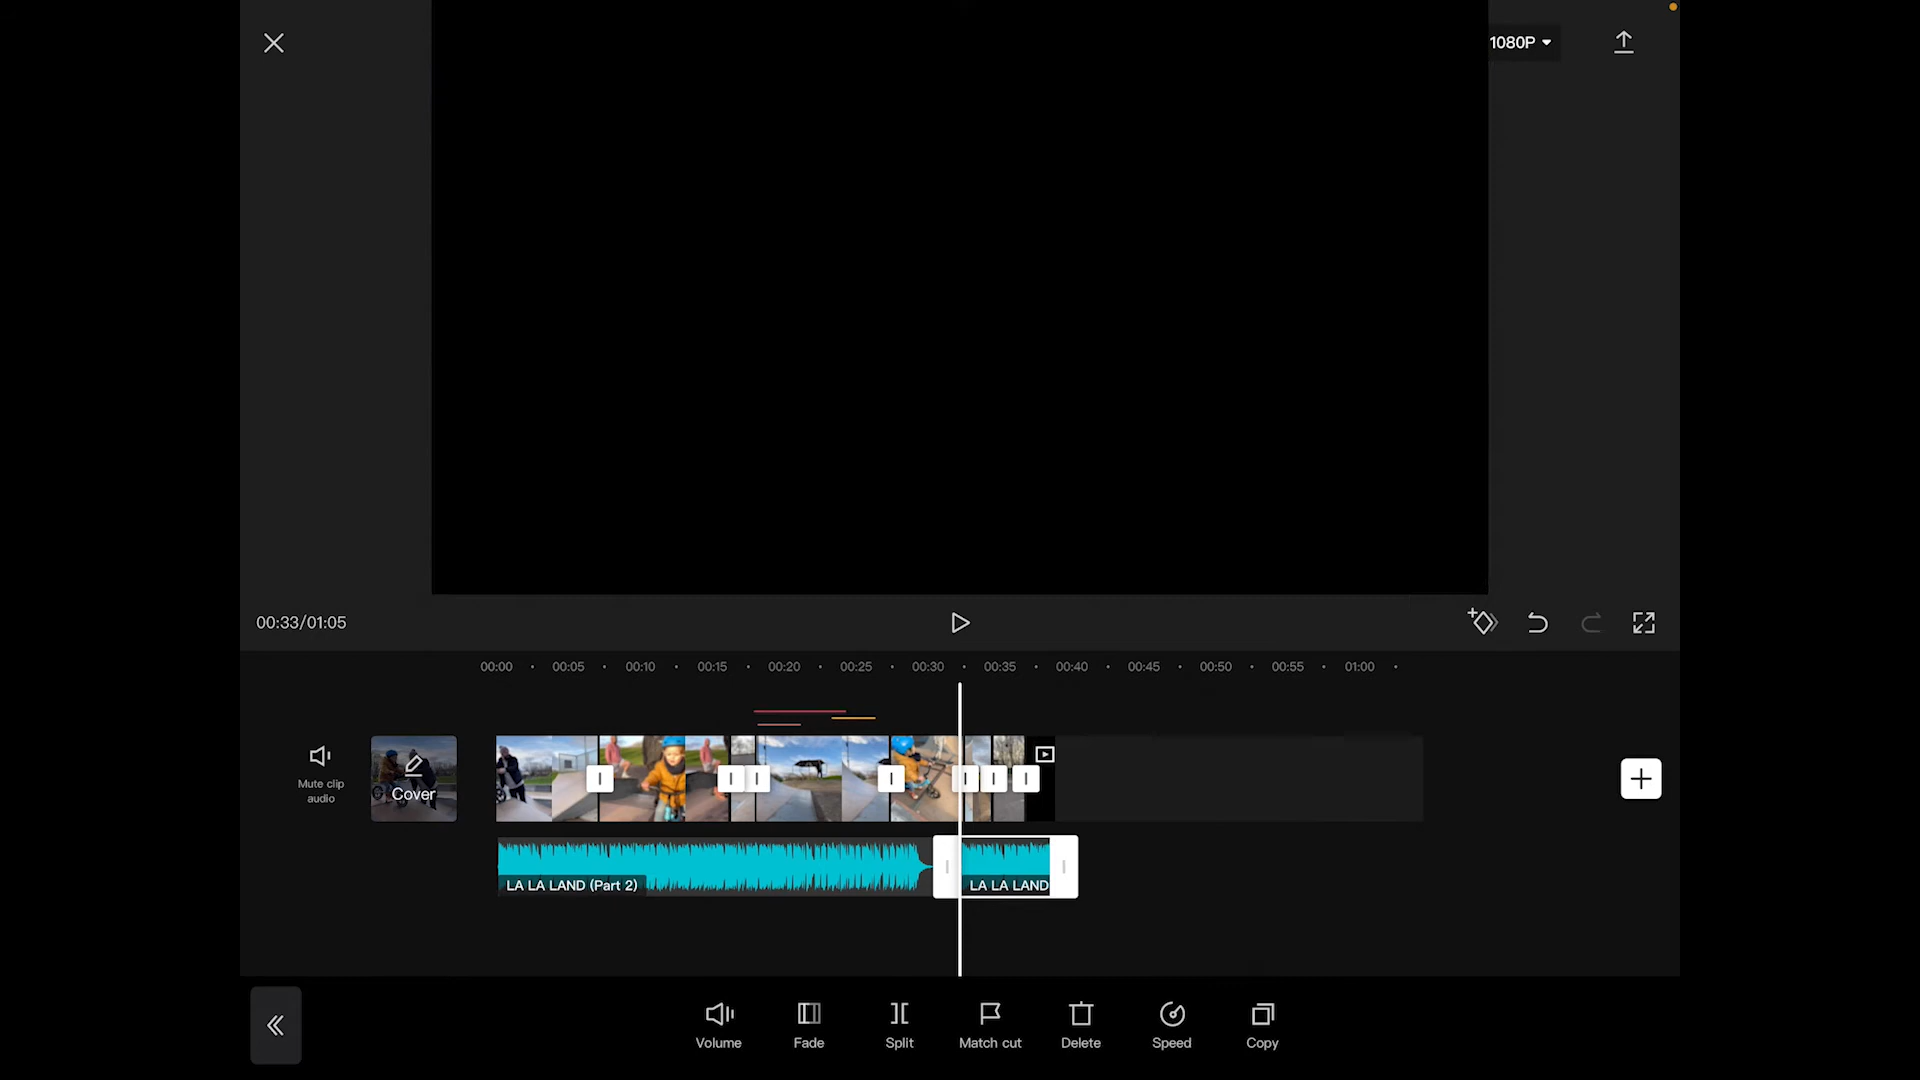 1080P
00:33/01:05
00:00 00:05 00:10 00:15 00:20 00:25 00:30 00:35 00:40 00:45 00:50 00:55 01:00
Mute clip
audio
Cover
LA LA LAND (Part 2)
LA LA LAND
Volume
Fade
Split
Match cut
Delete
Speed
Copy